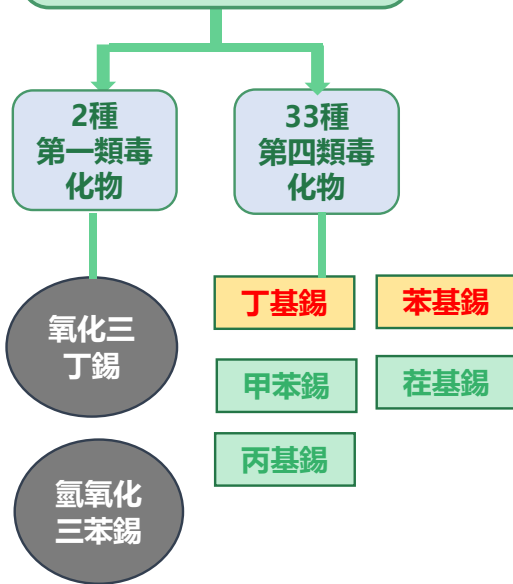 2種
第一類毒
化物
33種
第四類毒
化物
氧化三
丁錫
氫氧化
三苯錫
丁基錫
苯基錫
甲苯錫
茬基錫
丙基錫